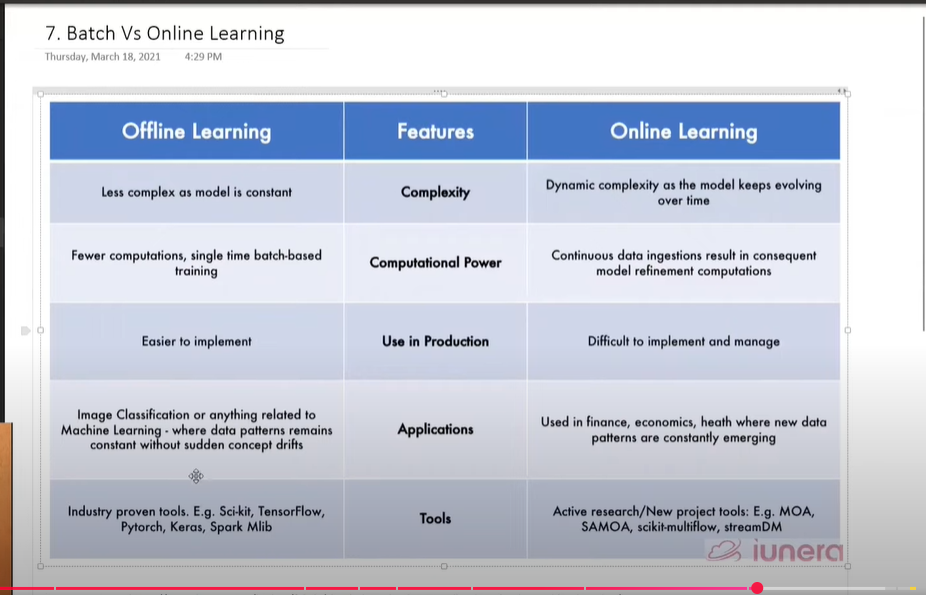 7. Batch Vs Online Learning
Thursday, March 18, 2021 4:29 PM
Offline Learning
Features
Online Learning
Less complex as model is constant
Complexity
Dynamic complexity as the model keeps evolving
over time
Fewer computations, single time batch-based
training
Computational Power
Continuous data ingestions result in consequent
model refinement computations
Easier to implement
Use in Production
Difficult to implement and manage
Image Classification or anything related to
Machine Learning - where data patterns remains
constant without sudden concept drifts
Applications
Used in finance, economics, heath where new data
patterns are constantly emerging
Industry proven tools. E.g. Sci-kit, TensorFlow,
Pytorch, Keras, Spark Mlib
Tools
Active research/New project tools: E.g. MOA,
SAMOA, scikit-multiflow, streamDM
iunera